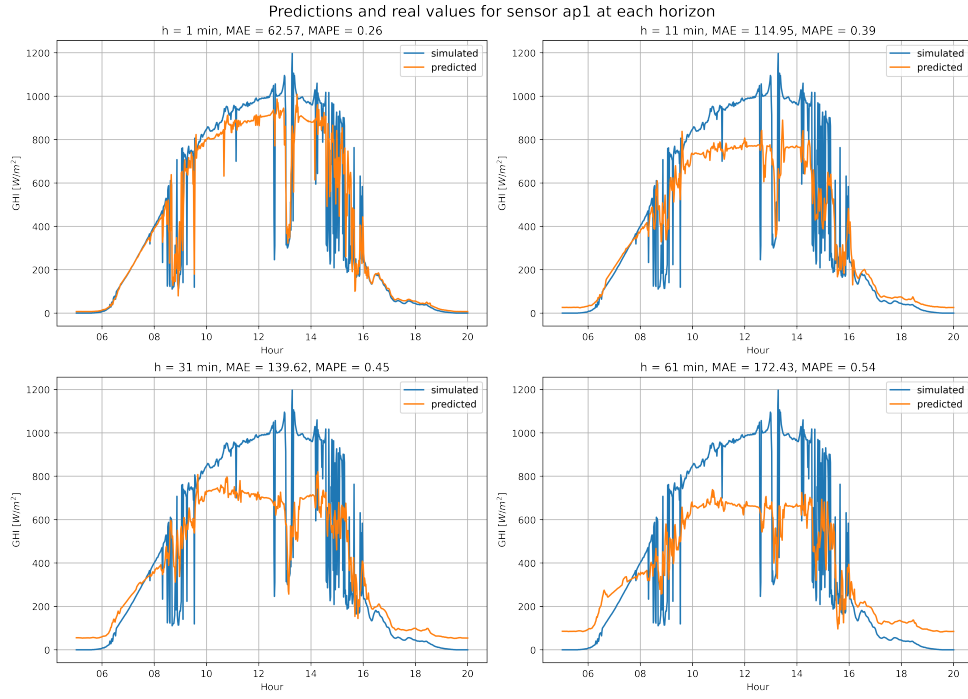 Predictions and real values for sensor ap1 at each horizon
h = 1 min, MAE = 62.57, MAPE = 0.26
1200
1000
800
600
400
200
0
GHI [W/m²]
simulated
predicted
06 08 10 12 14 16 18 20
Hour
h = 11 min, MAE = 114.95, MAPE = 0.39
1200
1000
800
600
400
200
0
GHI [W/m²]
simulated
predicted
06 08 10 12 14 16 18 20
Hour
h = 31 min, MAE = 139.62, MAPE = 0.45
1200
1000
800
600
400
200
0
GHI [W/m²]
simulated
predicted
06 08 10 12 14 16 18 20
Hour
h = 61 min, MAE = 172.43, MAPE = 0.54
1200
1000
800
600
400
200
0
GHI [W/m²]
simulated
predicted
06 08 10 12 14 16 18 20
Hour